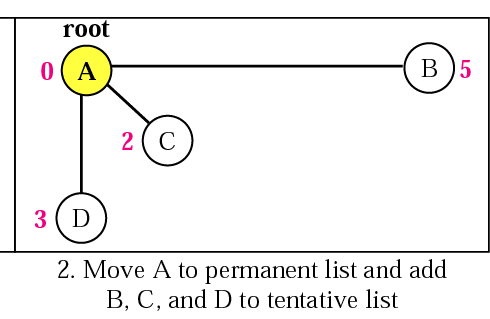 root
0 A B 5
2 C
3 D
2. Move A to permanent list and add
B, C, and D to tentative list